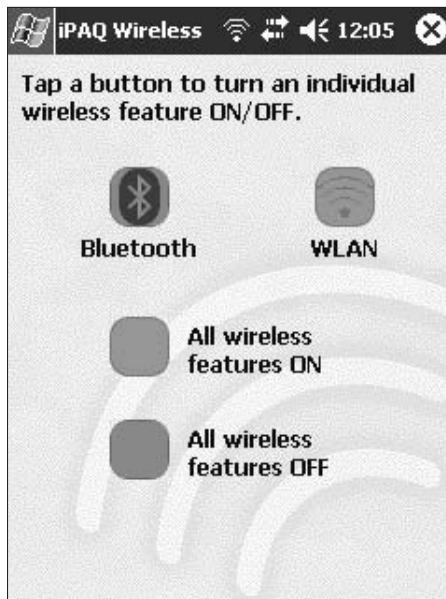 iPAQ Wireless 12:05
Tap a button to turn an individual
wireless feature ON/OFF.
Bluetooth WLAN
All wireless
features ON
All wireless
features OFF